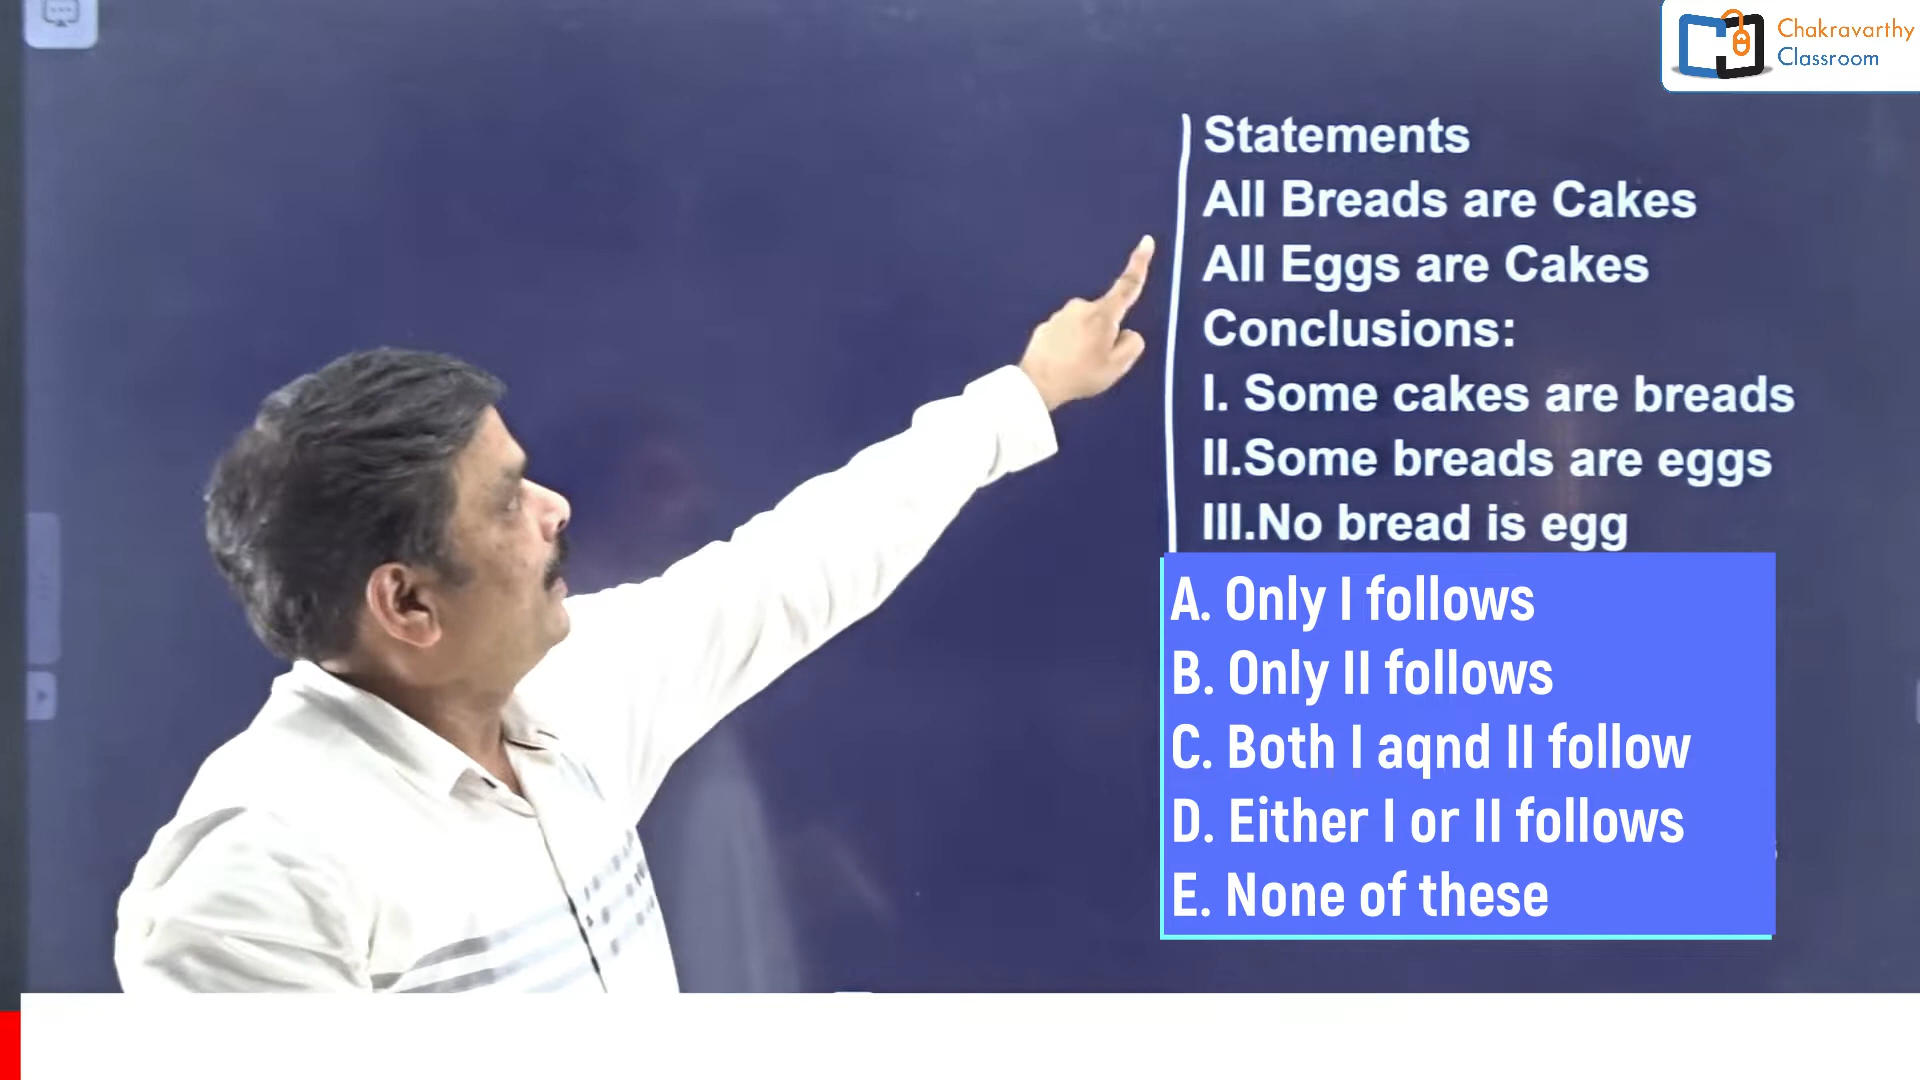 Chakravarthy
Classroom
Statements
All Breads are Cakes
All Eggs are Cakes
Conclusions:
I. Some cakes are breads
II.Some breads are eggs
III.No bread is egg
A. Only I follows
B. Only II follows
C. Both I aqnd II follow
D. Either I or II follows
E. None of these